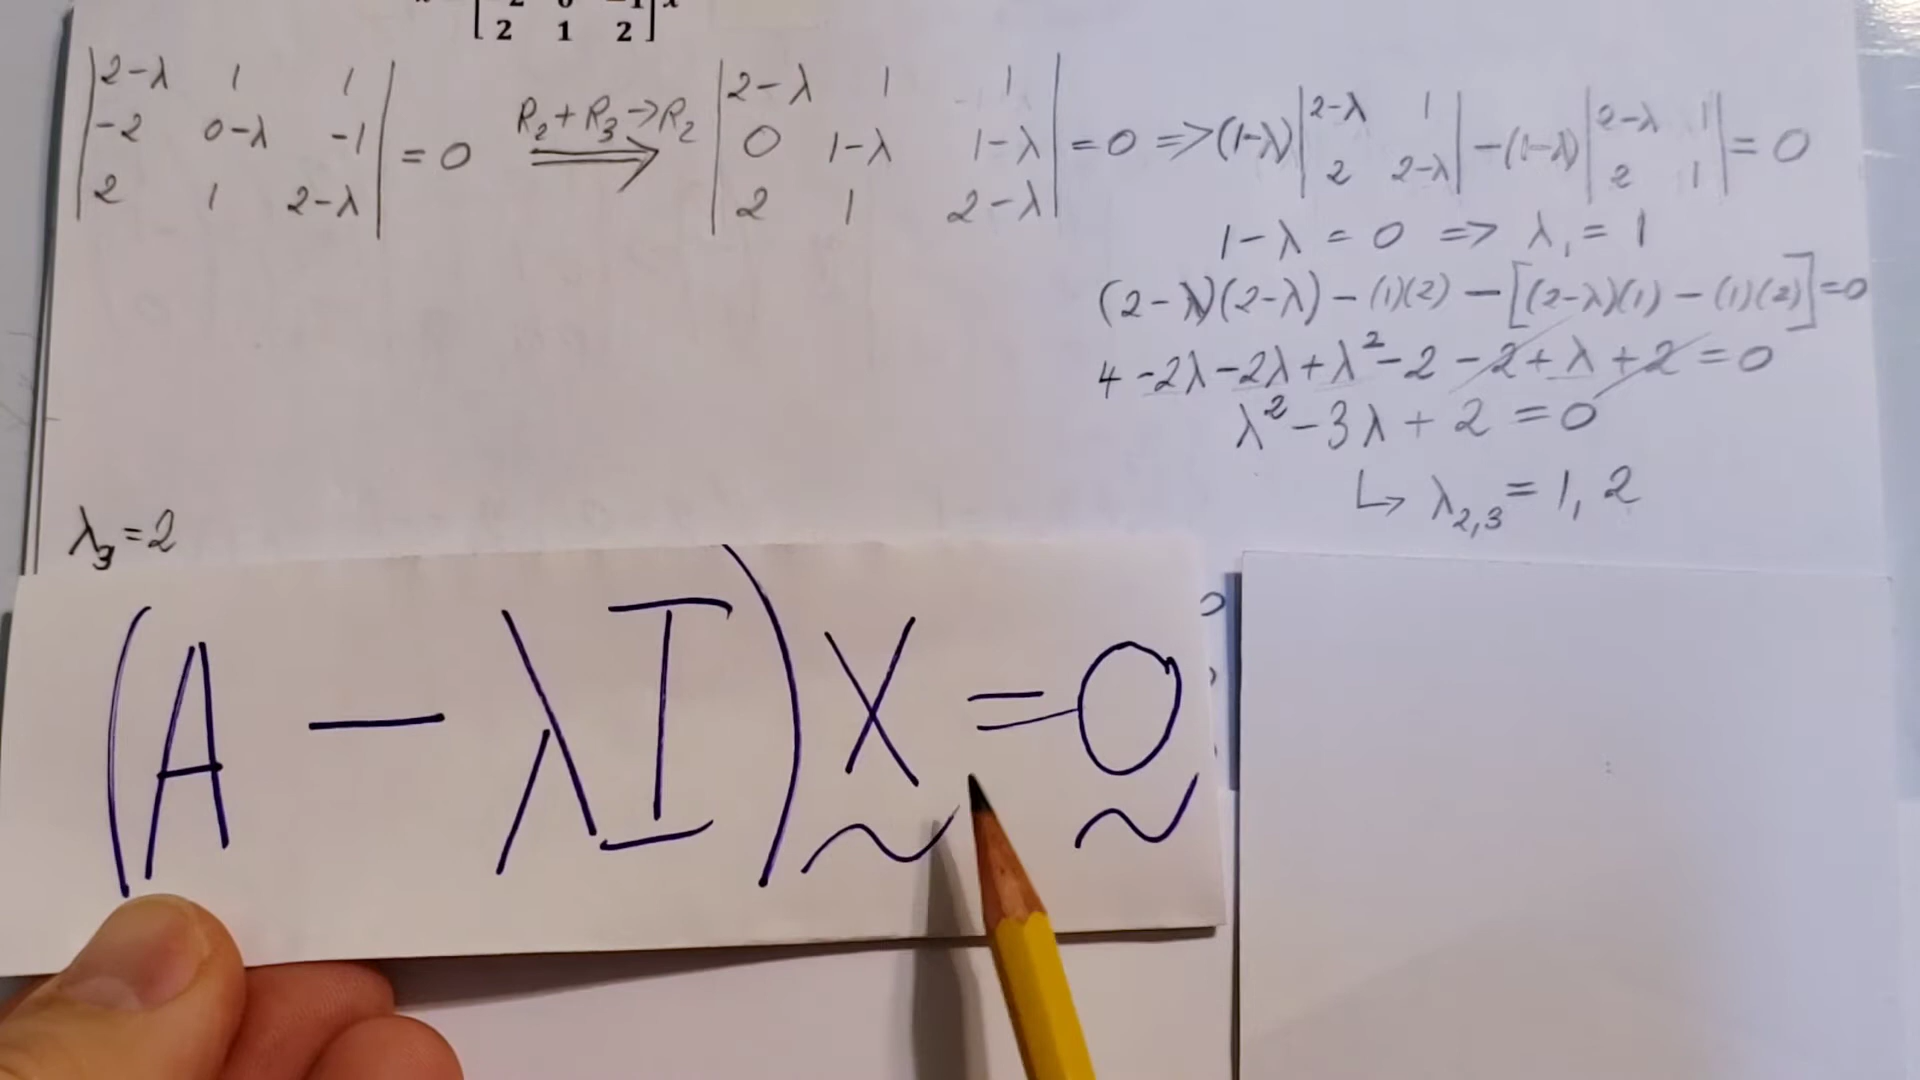 2 1 2
|2-λ 1 1|
|-2 0-λ -1| = 0
|2 1 2-λ|
R₂+R₃→R₂
⟹
|2-λ 1 1|
|0 1-λ 1-λ| = 0
|2 1 2-λ|
=> (1-λ) |2-λ 1| - (1-λ) |2-λ 1| = 0
|2 2-λ| |2 1|
1-λ = 0 => λ₁ = 1
(2-λ)(2-λ) - (1)(2) - [(2-λ)(1) - (1)(2)] = 0
4 - 2λ - 2λ + λ² - 2 - 2 + λ + 2 = 0
λ² - 3λ + 2 = 0
↳ λ₂,₃ = 1, 2
λ₃ = 2
(A - λI) X = 0